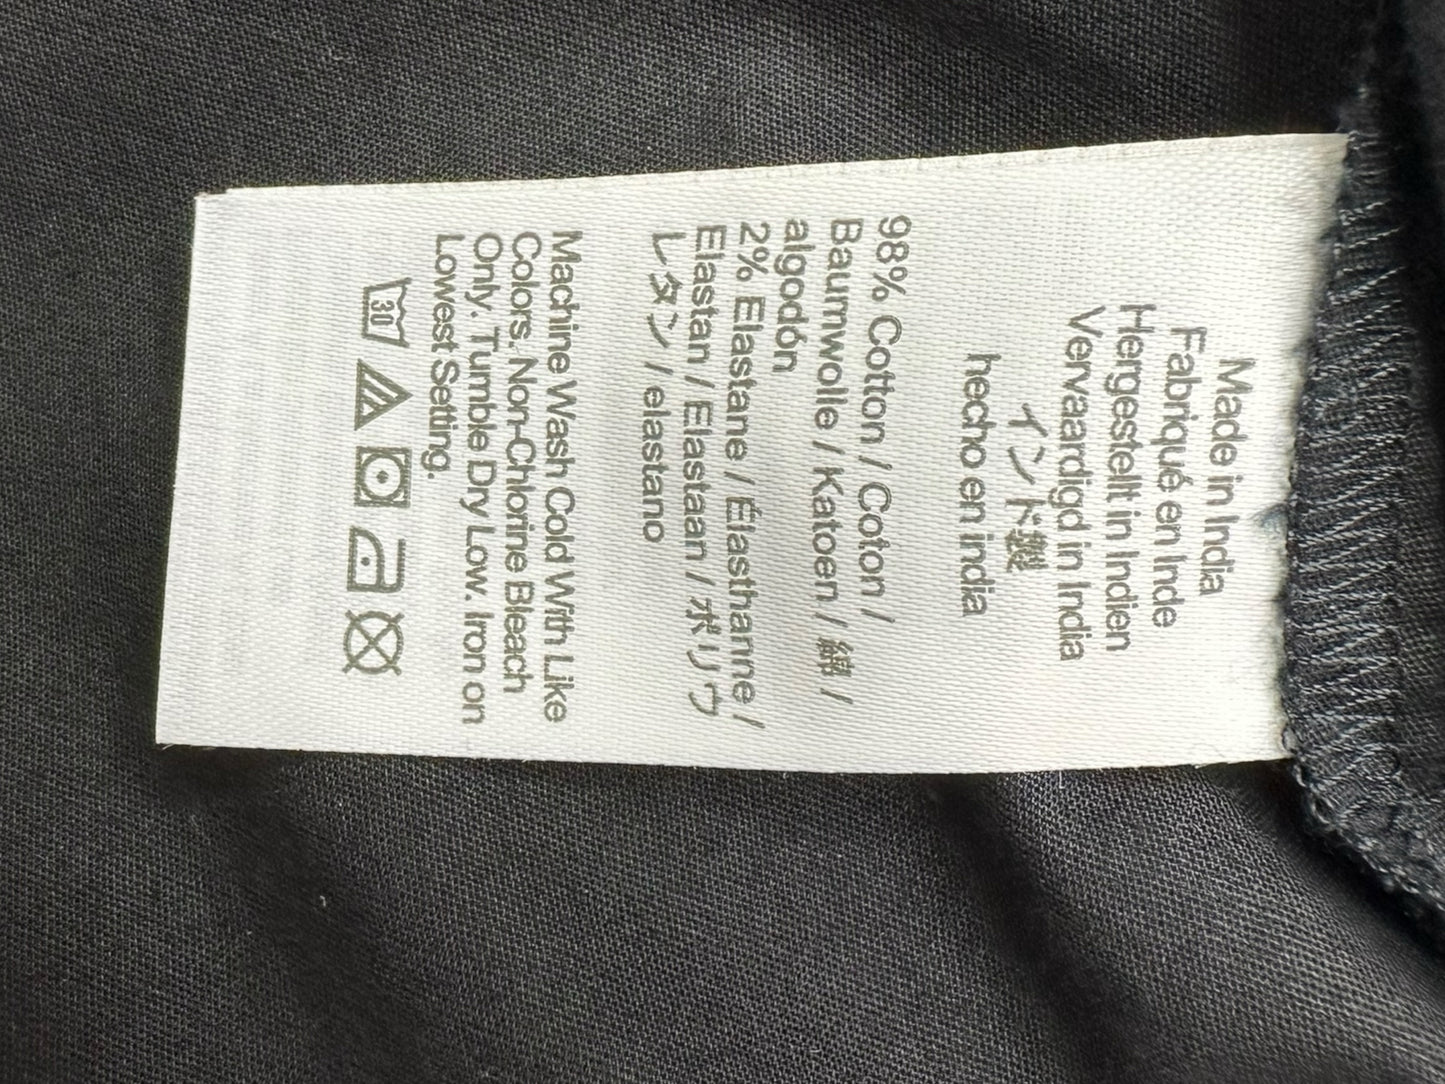 Made in India
Fabriqué en Inde
Hergestellt in Indien
Vervaardigd in India
インド製
hecho en india
98% Cotton / Coton /
Baumwolle / Katoen / 綿 /
algodón
2% Elastane / Élasthanne /
Elastan / Elastaan / ポリウ
レタン / elastano
Machine Wash Cold With Like
Colors. Non-Chlorine Bleach
Only. Tumble Dry Low. Iron on
Lowest Setting.
30